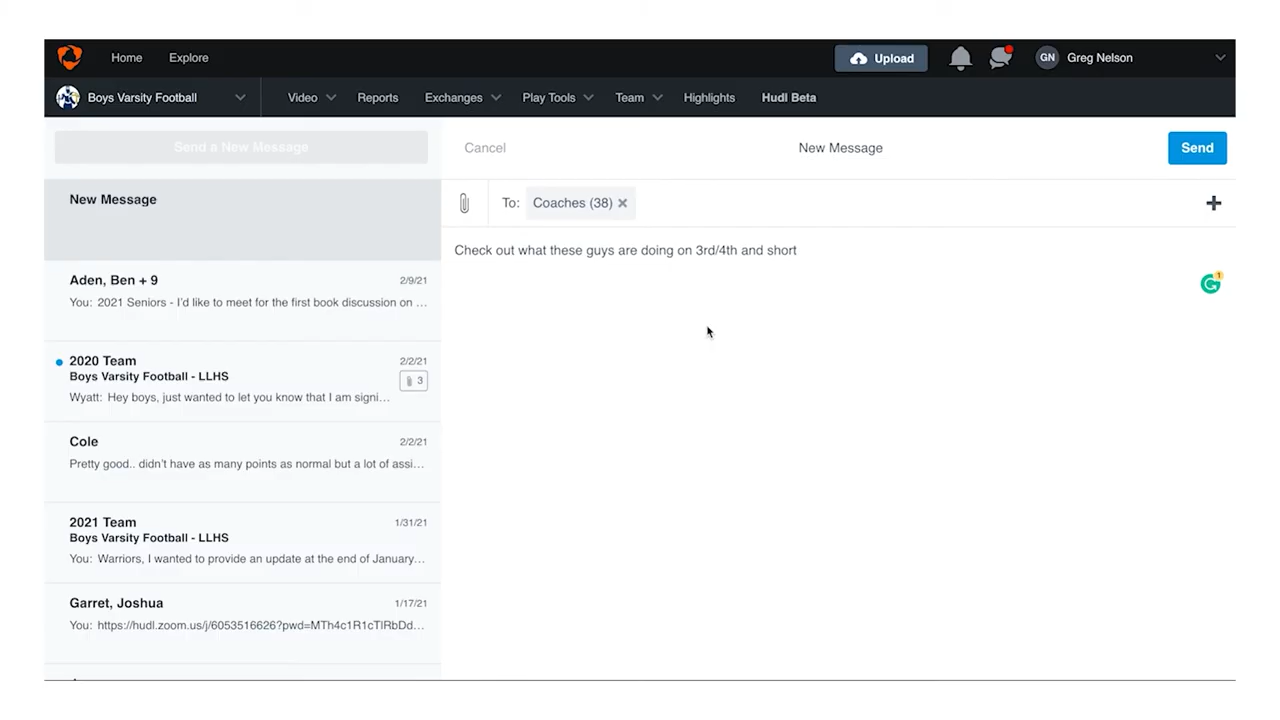 Home
Explore
Upload
GN
Greg Nelson
Boys Varsity Football
Video
Reports
Exchanges
Play Tools
Team
Highlights
Hudl Beta
Send a New Message
Cancel
New Message
Send
New Message
To: Coaches (38)
Check out what these guys are doing on 3rd/4th and short
1
Aden, Ben + 9
2/9/21
You: 2021 Seniors - I'd like to meet for the first book discussion on ...
2020 Team
2/2/21
Boys Varsity Football - LLHS
3
Wyatt: Hey boys, just wanted to let you know that I am signi...
Cole
2/2/21
Pretty good.. didn't have as many points as normal but a lot of assi...
2021 Team
1/31/21
Boys Varsity Football - LLHS
You: Warriors, I wanted to provide an update at the end of January...
Garret, Joshua
1/17/21
You: https://hudl.zoom.us/j/6053516626?pwd=MTh4c1R1cTlRbDd...